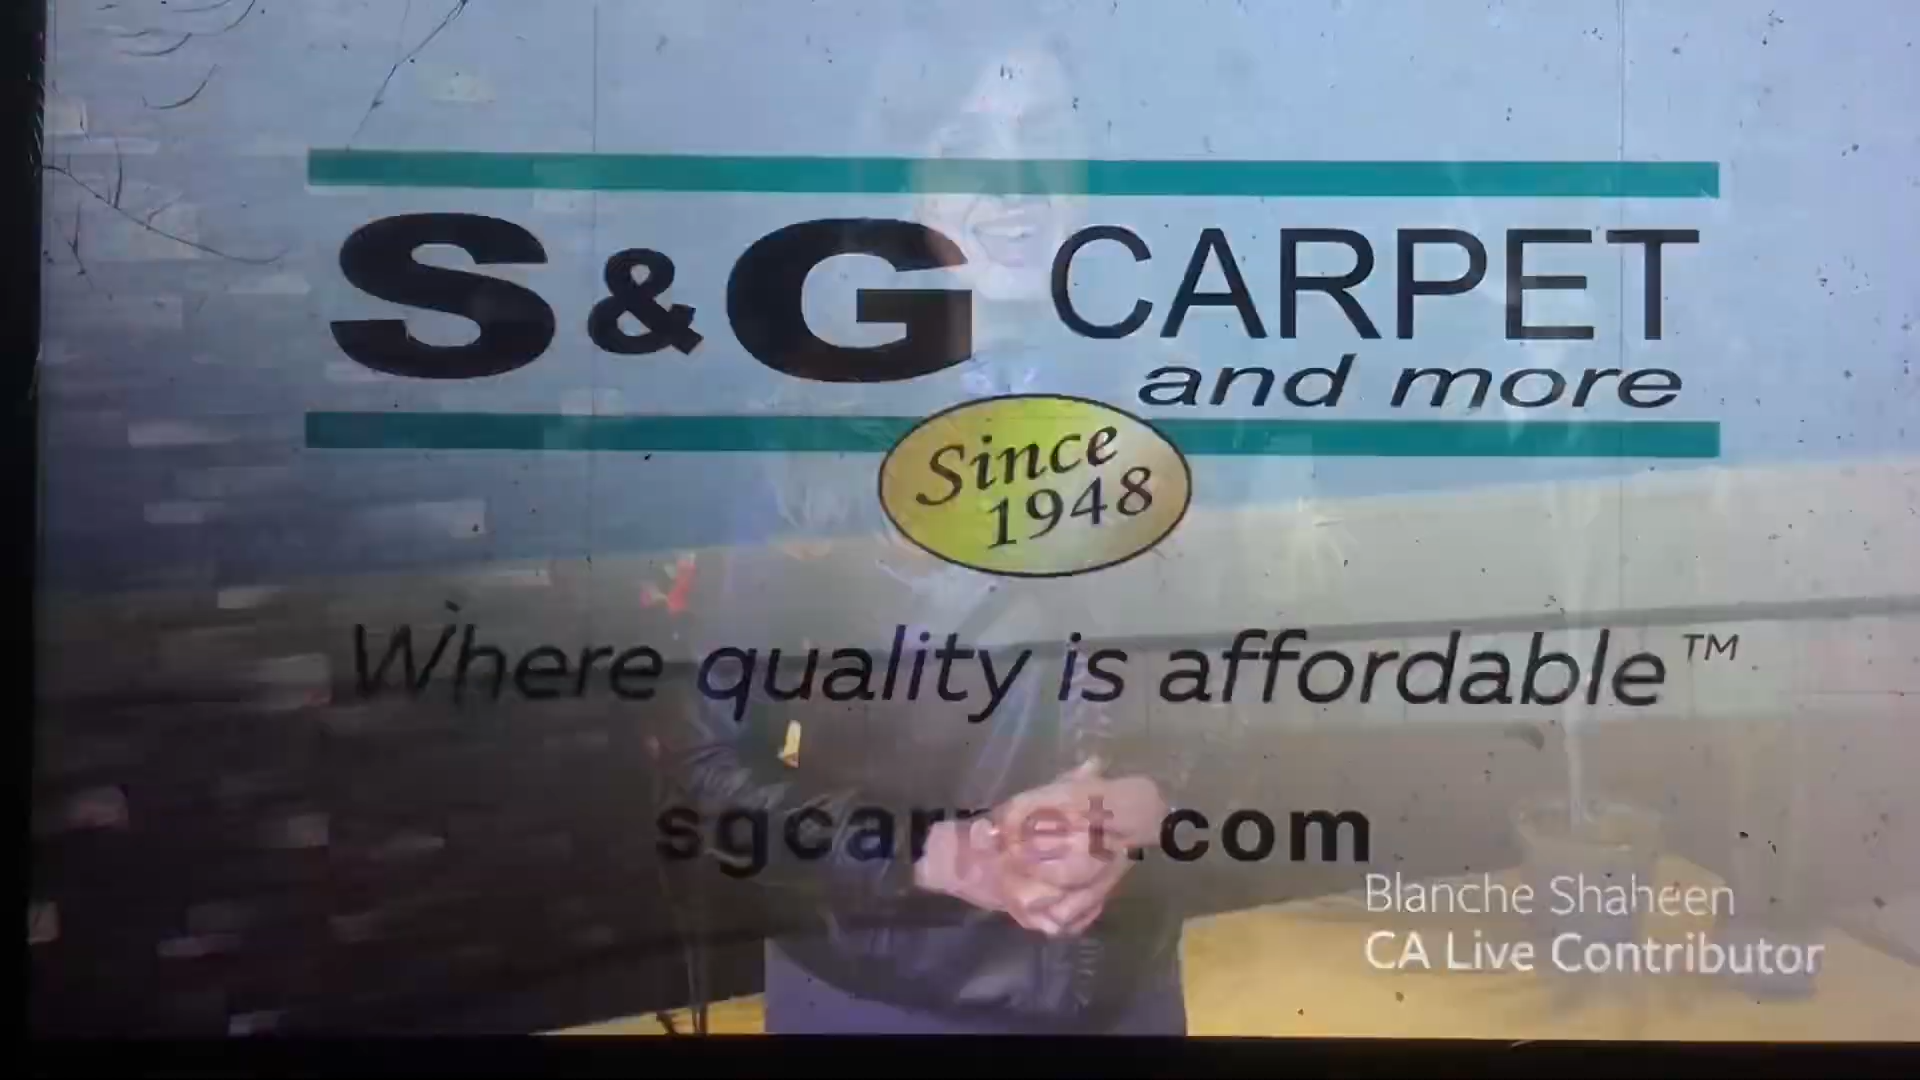 S&G CARPET
and more
Since
1948
Where quality is affordable™
sgcarpet.com
Blanche Shaheen
CA Live Contributor